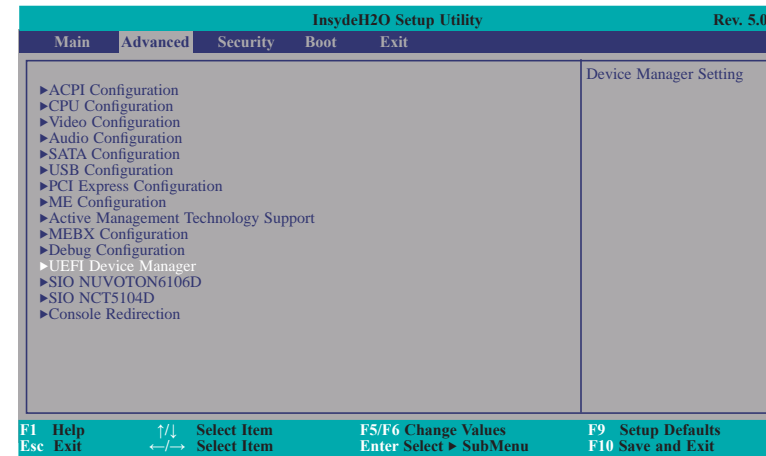 InsydeH2O Setup Utility Rev. 5.0
Main Advanced Security Boot Exit
Device Manager Setting
▶ACPI Configuration
▶CPU Configuration
▶Video Configuration
▶Audio Configuration
▶SATA Configuration
▶USB Configuration
▶PCI Express Configuration
▶ME Configuration
▶Active Management Technology Support
▶MEBX Configuration
▶Debug Configuration
▶UEFI Device Manager
▶SIO NUVOTON6106D
▶SIO NCT5104D
▶Console Redirection
F1 Help ↑/↓ Select Item F5/F6 Change Values F9 Setup Defaults
Esc Exit ←/→ Select Item Enter Select ▶ SubMenu F10 Save and Exit